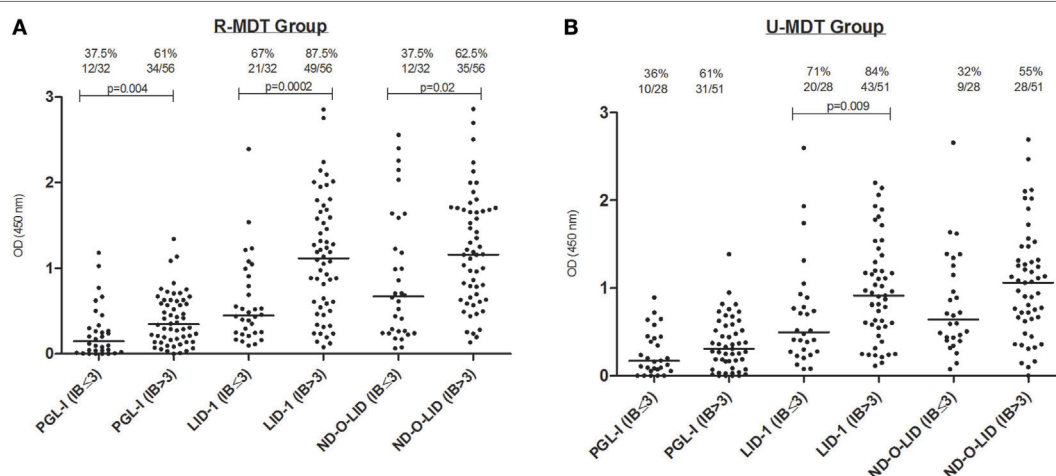 A
R-MDT Group
37.5% 61% 67% 87.5% 37.5% 62.5%
12/32 34/56 21/32 49/56 12/32 35/56
p=0.004 p=0.0002 p=0.02
3
2
1
0
OD (450 nm)
PGL-I (IB≤3)
PGL-I (IB>3)
LID-1 (IB≤3)
LID-1 (IB>3)
ND-O-LID (IB≤3)
ND-O-LID (IB>3)
B
U-MDT Group
36% 61% 71% 84% 32% 55%
10/28 31/51 20/28 43/51 9/28 28/51
p=0.009
3
2
1
0
OD (450 nm)
PGL-I (IB≤3)
PGL-I (IB>3)
LID-1 (IB≤3)
LID-1 (IB>3)
ND-O-LID (IB≤3)
ND-O-LID (IB>3)